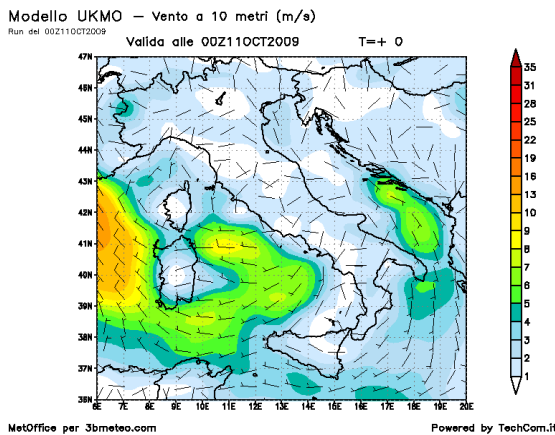 Modello UKMO – Vento a 10 metri (m/s)
Run del 00Z11OCT2009
Valida alle 00Z11OCT2009 T=+ 0
47N
46N
45N
44N
43N
42N
41N
40N
39N
38N
37N
36N
6E 7E 8E 9E 10E 11E 12E 13E 14E 15E 16E 17E 18E 19E 20E
35
31
28
25
22
19
16
13
10
9
8
7
6
5
4
3
2
1
MetOffice per 3bmeteo.com
Powered by TechCom.it